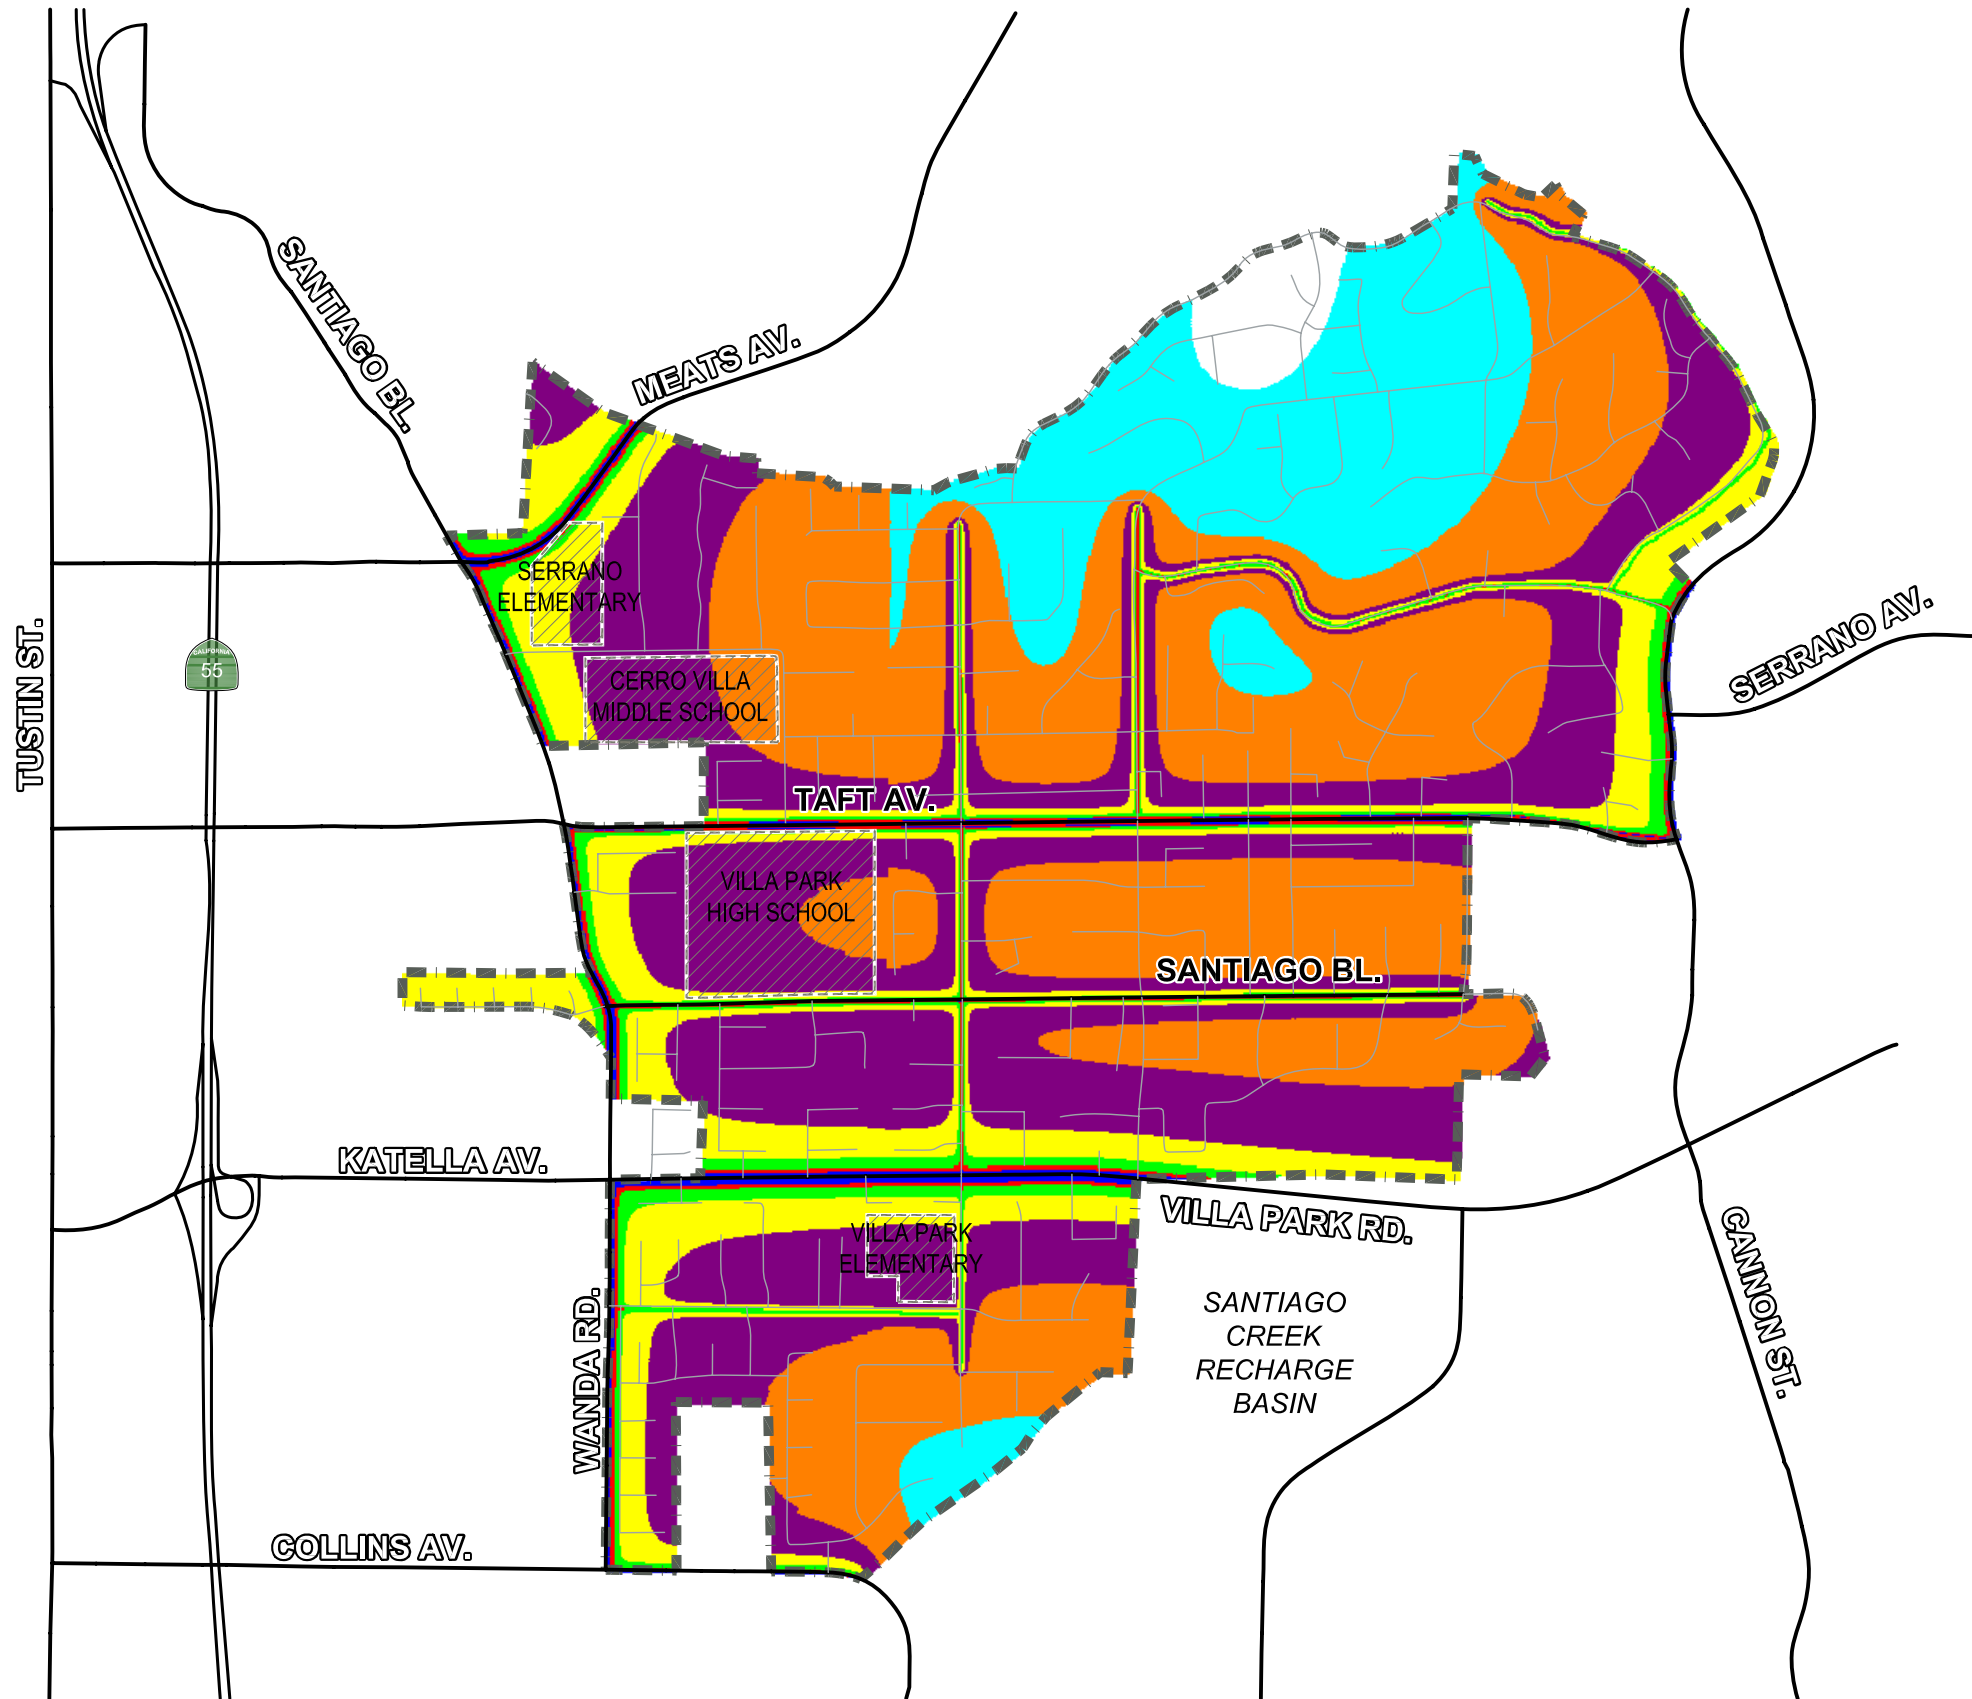 SANTIAGO BL.
MEATS AV.
SERRANO
ELEMENTARY
TUSTIN ST.
CALIFORNIA
55
CERRO VILLA
MIDDLE SCHOOL
SERRANO AV.
TAFT AV.
VILLA PARK
HIGH SCHOOL
SANTIAGO BL.
KATELLA AV.
VILLA PARK RD.
VILLA PARK
ELEMENTARY
CANNON ST.
WANDA RD.
SANTIAGO
CREEK
RECHARGE
BASIN
COLLINS AV.